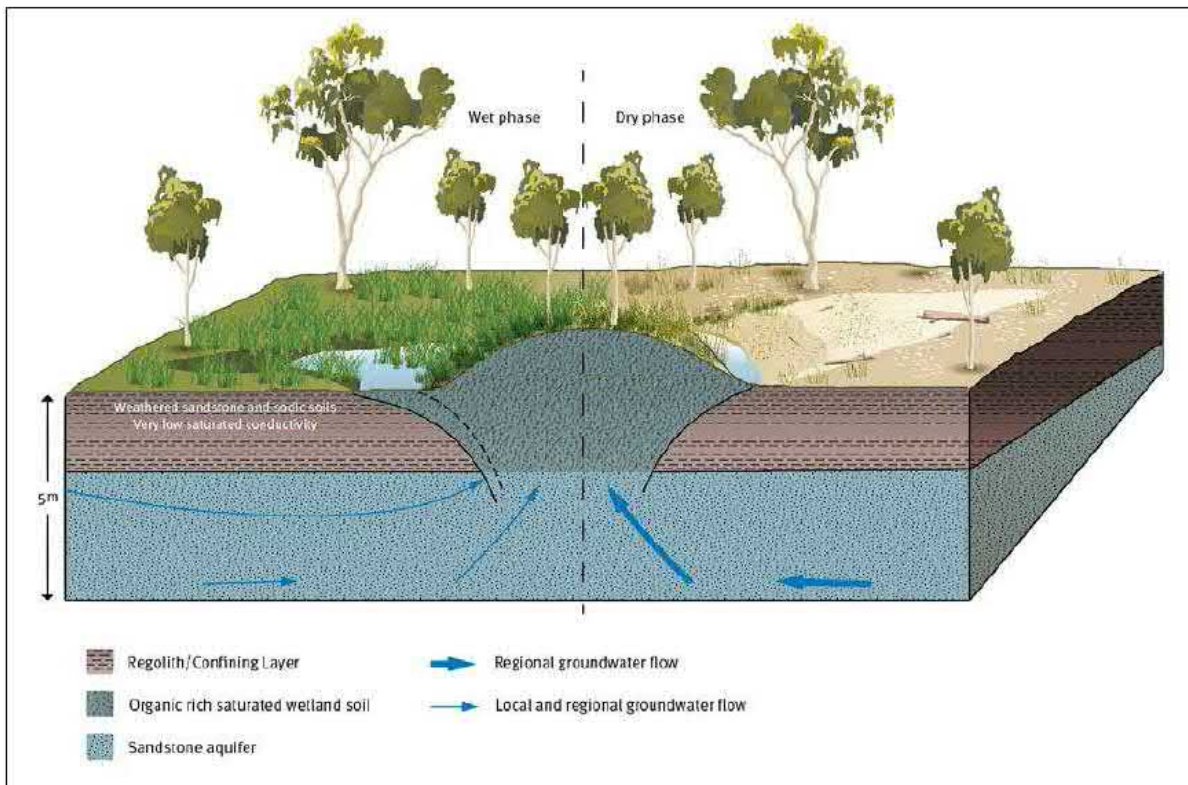 Wet phase
Dry phase
Weathered sandstone and sodic soils
Very low saturated conductivity
5m
Regolith/Confining Layer
Regional groundwater flow
Organic rich saturated wetland soil
Local and regional groundwater flow
Sandstone aquifer